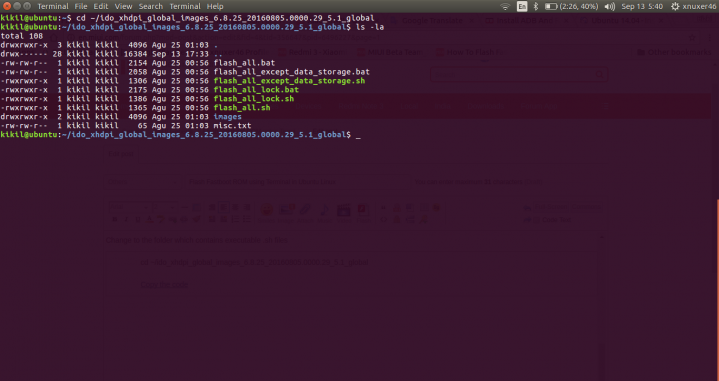 Terminal File Edit View Search Terminal Help En (2:26, 40%) Sep 13 5:40 xnuxer46
kikil@ubuntu:~$ cd ~/ido_xhdpi_global_images_6.8.25_20160805.0000.29_5.1_global
kikil@ubuntu:~/ido_xhdpi_global_images_6.8.25_20160805.0000.29_5.1_global$ ls -la
total 108
drwxrwxr-x 3 kikil kikil 4096 Agu 25 01:03 .
drwx------ 28 kikil kikil 16384 Sep 13 17:33 ..
-rw-rw-r-- 1 kikil kikil 2154 Agu 25 00:56 flash_all.bat
-rw-rw-r-- 1 kikil kikil 2058 Agu 25 00:56 flash_all_except_data_storage.bat
-rwxrwxr-x 1 kikil kikil 1306 Agu 25 00:56 flash_all_except_data_storage.sh
-rwxrwxr-x 1 kikil kikil 2175 Agu 25 00:56 flash_all_lock.bat
-rwxrwxr-x 1 kikil kikil 1386 Agu 25 00:56 flash_all_lock.sh
-rwxrwxr-x 1 kikil kikil 1365 Agu 25 00:56 flash_all.sh
drwxrwxr-x 2 kikil kikil 4096 Agu 25 01:03 images
-rw-rw-r-- 1 kikil kikil 65 Agu 25 01:03 misc.txt
kikil@ubuntu:~/ido_xhdpi_global_images_6.8.25_20160805.0000.29_5.1_global$ _